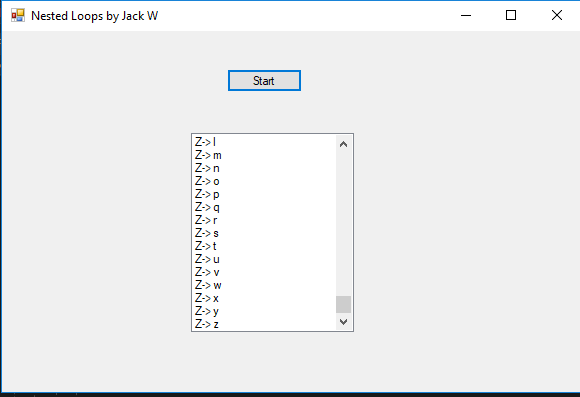 Nested Loops by Jack W
Start
Z-> l
Z-> m
Z-> n
Z-> o
Z-> p
Z-> q
Z-> r
Z-> s
Z-> t
Z-> u
Z-> v
Z-> w
Z-> x
Z-> y
Z-> z